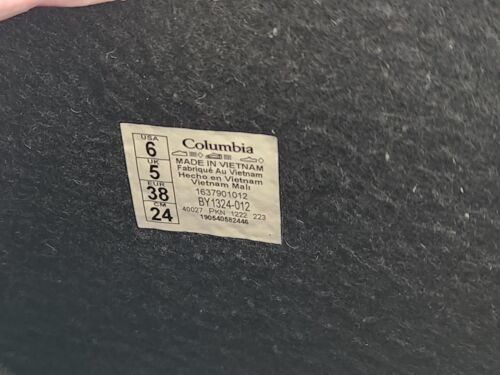 USA
6
UK
5
EUR
38
CM
24
Columbia
MADE IN VIETNAM
Fabriqué Au Vietnam
Hecho en Vietnam
Vietnam Malı
1637901012
BY1324-012
40027 PKN 1222 223
190540582446